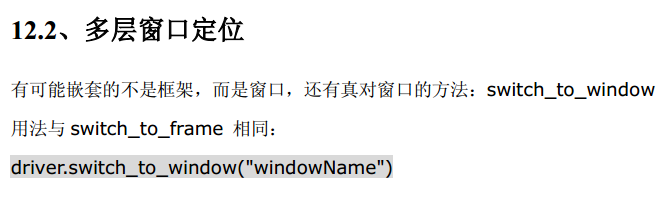 12.2、多层窗口定位
有可能嵌套的不是框架，而是窗口，还有真对窗口的方法：switch_to_window
用法与 switch_to_frame 相同：
driver.switch_to_window("windowName")